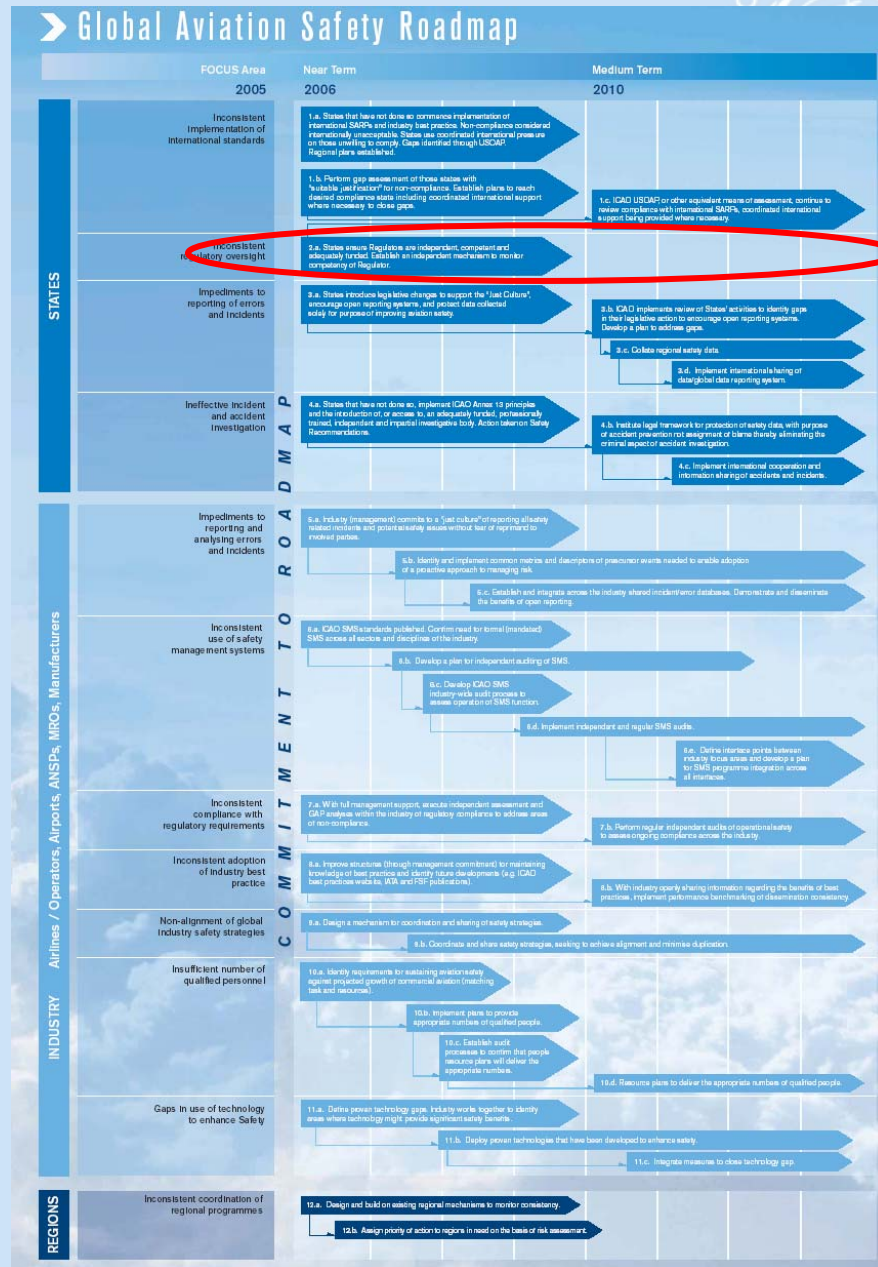 Global Aviation Safety Roadmap
FOCUS Area
Near Term
Medium Term
2005
2006
2010
STATES
Inconsistent
Implementation of
International standards
1.a. States that have not done so commence implementation of
international SARPs and industry best practice. Non-compliance considered
internationally unacceptable. States use coordinated international pressure
on those unwilling to comply. Gaps identified through USOAP.
Regional plans established.
1.b. Perform gap assessment of those states with
"suitable justification" for non-compliance. Establish plans to reach
desired compliance state including coordinated international support
where necessary to close gaps.
1.c. ICAO USOAP, or other equivalent means of assessment, continue to
review compliance with international SARPs, coordinated international
support being provided where necessary.
Inconsistent
regulatory oversight
2.a. States ensure Regulators are independent, competent and
adequately funded. Establish an independent mechanism to monitor
competency of Regulator.
Impediments to
reporting of errors
and incidents
3.a. States introduce legislative changes to support the "Just Culture",
encourage open reporting systems, and protect data collected
solely for purpose of improving aviation safety.
3.b. ICAO implements review of States' activities to identify gaps
in their legislative action to encourage open reporting systems.
Develop a plan to address gaps.
3.c. Collate regional safety data.
3.d. Implement international sharing of
data/global data reporting system.
Ineffective incident
and accident
investigation
4.a. States that have not done so, implement ICAO Annex 13 principles
and the introduction of, or access to, an adequately funded, professionally
trained, independent and impartial investigative body. Action taken on Safety
Recommendations.
4.b. Institute legal framework for protection of safety data, with purpose
of accident prevention not assignment of blame thereby eliminating the
criminal aspect of accident investigation.
4.c. Implement international cooperation and
information sharing of accidents and incidents.
COMMITMENT TO ROADMAP
INDUSTRY Airlines / Operators, Airports, ANSPs, MROs, Manufacturers
Impediments to
reporting and
analysing errors
and incidents
5.a. Industry (management) commits to a "just culture" of reporting all safety
related incidents and potential safety issues without fear of reprimand to
involved parties.
5.b. Identify and implement common metrics and descriptors of precursor events needed to enable adoption
of a proactive approach to managing risk.
5.c. Establish and integrate across the industry shared incident/error databases. Demonstrate and disseminate
the benefits of open reporting.
Inconsistent
use of safety
management systems
6.a. ICAO SMS standards published. Confirm need for formal (mandated)
SMS across all sectors and disciplines of the industry.
6.b. Develop a plan for independent auditing of SMS.
6.c. Develop ICAO SMS
industry-wide audit process to
assess operation of SMS function.
6.d. Implement independent and regular SMS audits.
6.e. Define interface points between
industry focus areas and develop a plan
for SMS programme integration across
all interfaces.
Inconsistent
compliance with
regulatory requirements
7.a. With full management support, execute independent assessment and
GAP analyses within the industry of regulatory compliance to address areas
of non-compliance.
7.b. Perform regular independent audits of operational safety
to assess ongoing compliance across the industry.
Inconsistent adoption
of Industry best
practice
8.a. Improve structures (through management commitment) for maintaining
knowledge of best practice and identify future developments (e.g. ICAO
best practices website, IATA and FSF publications).
8.b. With industry openly sharing information regarding the benefits of best
practices, implement performance benchmarking of dissemination consistency.
Non-alignment of global
industry safety strategies
9.a. Design a mechanism for coordination and sharing of safety strategies.
9.b. Coordinate and share safety strategies, seeking to achieve alignment and minimise duplication.
Insufficient number of
qualified personnel
10.a. Identify requirements for sustaining aviation safety
against projected growth of commercial aviation (matching
task and resources).
10.b. Implement plans to provide
appropriate numbers of qualified people.
10.c. Establish audit
processes to confirm that people
resource plans will deliver the
appropriate numbers.
10.d. Resource plans to deliver the appropriate numbers of qualified people.
Gaps in use of technology
to enhance Safety
11.a. Define proven technology gaps. Industry works together to identify
areas where technology might provide significant safety benefits.
11.b. Deploy proven technologies that have been developed to enhance safety.
11.c. Integrate measures to close technology gap.
REGIONS
Inconsistent coordination of
regional programmes
12.a. Design and build on existing regional mechanisms to monitor consistency.
12.b. Assign priority of action to regions in need on the basis of risk assessment.